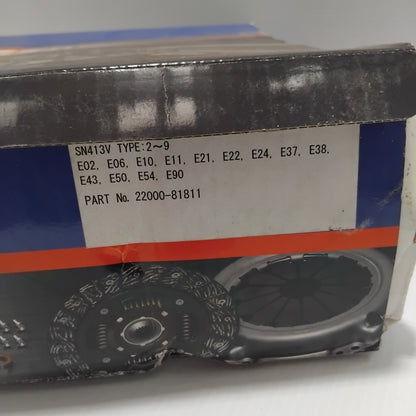 SN413V TYPE:2～9
E02, E06, E10, E11, E21, E22, E24, E37, E38,
E43, E50, E54, E90
PART No. 22000-81811